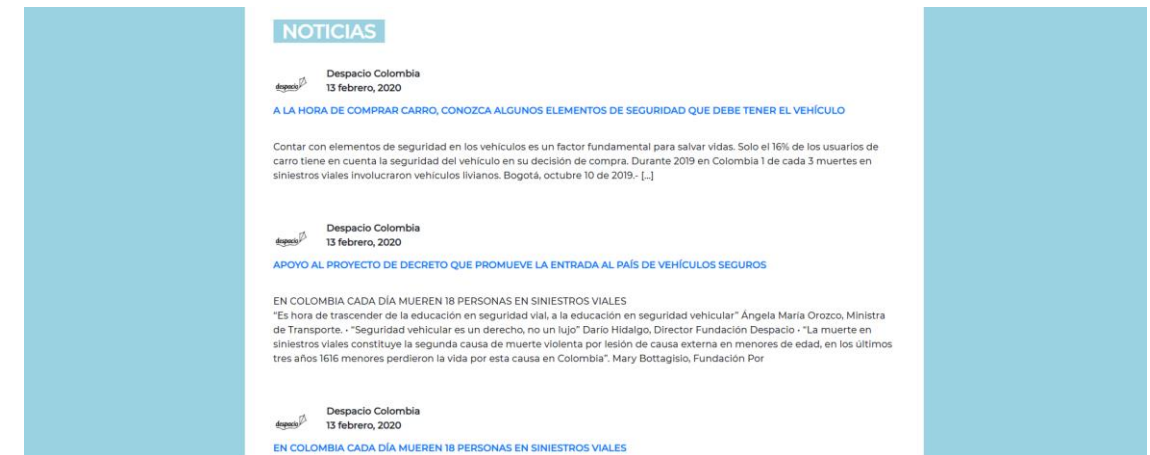 NOTICIAS
despacio
Despacio Colombia
13 febrero, 2020
A LA HORA DE COMPRAR CARRO, CONOZCA ALGUNOS ELEMENTOS DE SEGURIDAD QUE DEBE TENER EL VEHÍCULO
Contar con elementos de seguridad en los vehículos es un factor fundamental para salvar vidas. Solo el 16% de los usuarios de
carro tiene en cuenta la seguridad del vehículo en su decisión de compra. Durante 2019 en Colombia 1 de cada 3 muertes en
siniestros viales involucraron vehículos livianos. Bogotá, octubre 10 de 2019.- [...]
despacio
Despacio Colombia
13 febrero, 2020
APOYO AL PROYECTO DE DECRETO QUE PROMUEVE LA ENTRADA AL PAÍS DE VEHÍCULOS SEGUROS
EN COLOMBIA CADA DÍA MUEREN 18 PERSONAS EN SINIESTROS VIALES
“Es hora de trascender de la educación en seguridad vial, a la educación en seguridad vehicular” Ángela María Orozco, Ministra
de Transporte. • “Seguridad vehicular es un derecho, no un lujo” Darío Hidalgo, Director Fundación Despacio • “La muerte en
siniestros viales constituye la segunda causa de muerte violenta por lesión de causa externa en menores de edad, en los últimos
tres años 1616 menores perdieron la vida por esta causa en Colombia”. Mary Bottagisio, Fundación Por
despacio
Despacio Colombia
13 febrero, 2020
EN COLOMBIA CADA DÍA MUEREN 18 PERSONAS EN SINIESTROS VIALES